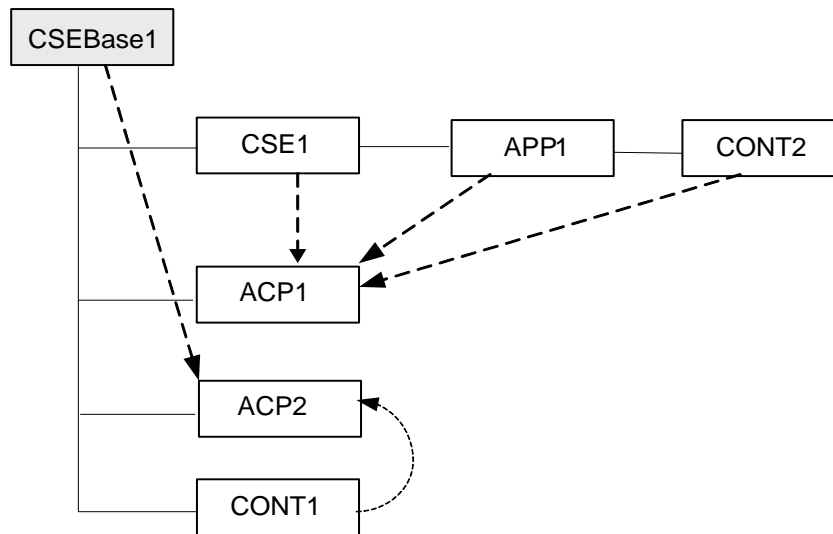 CSEBase1
CSE1
APP1
CONT2
ACP1
ACP2
CONT1